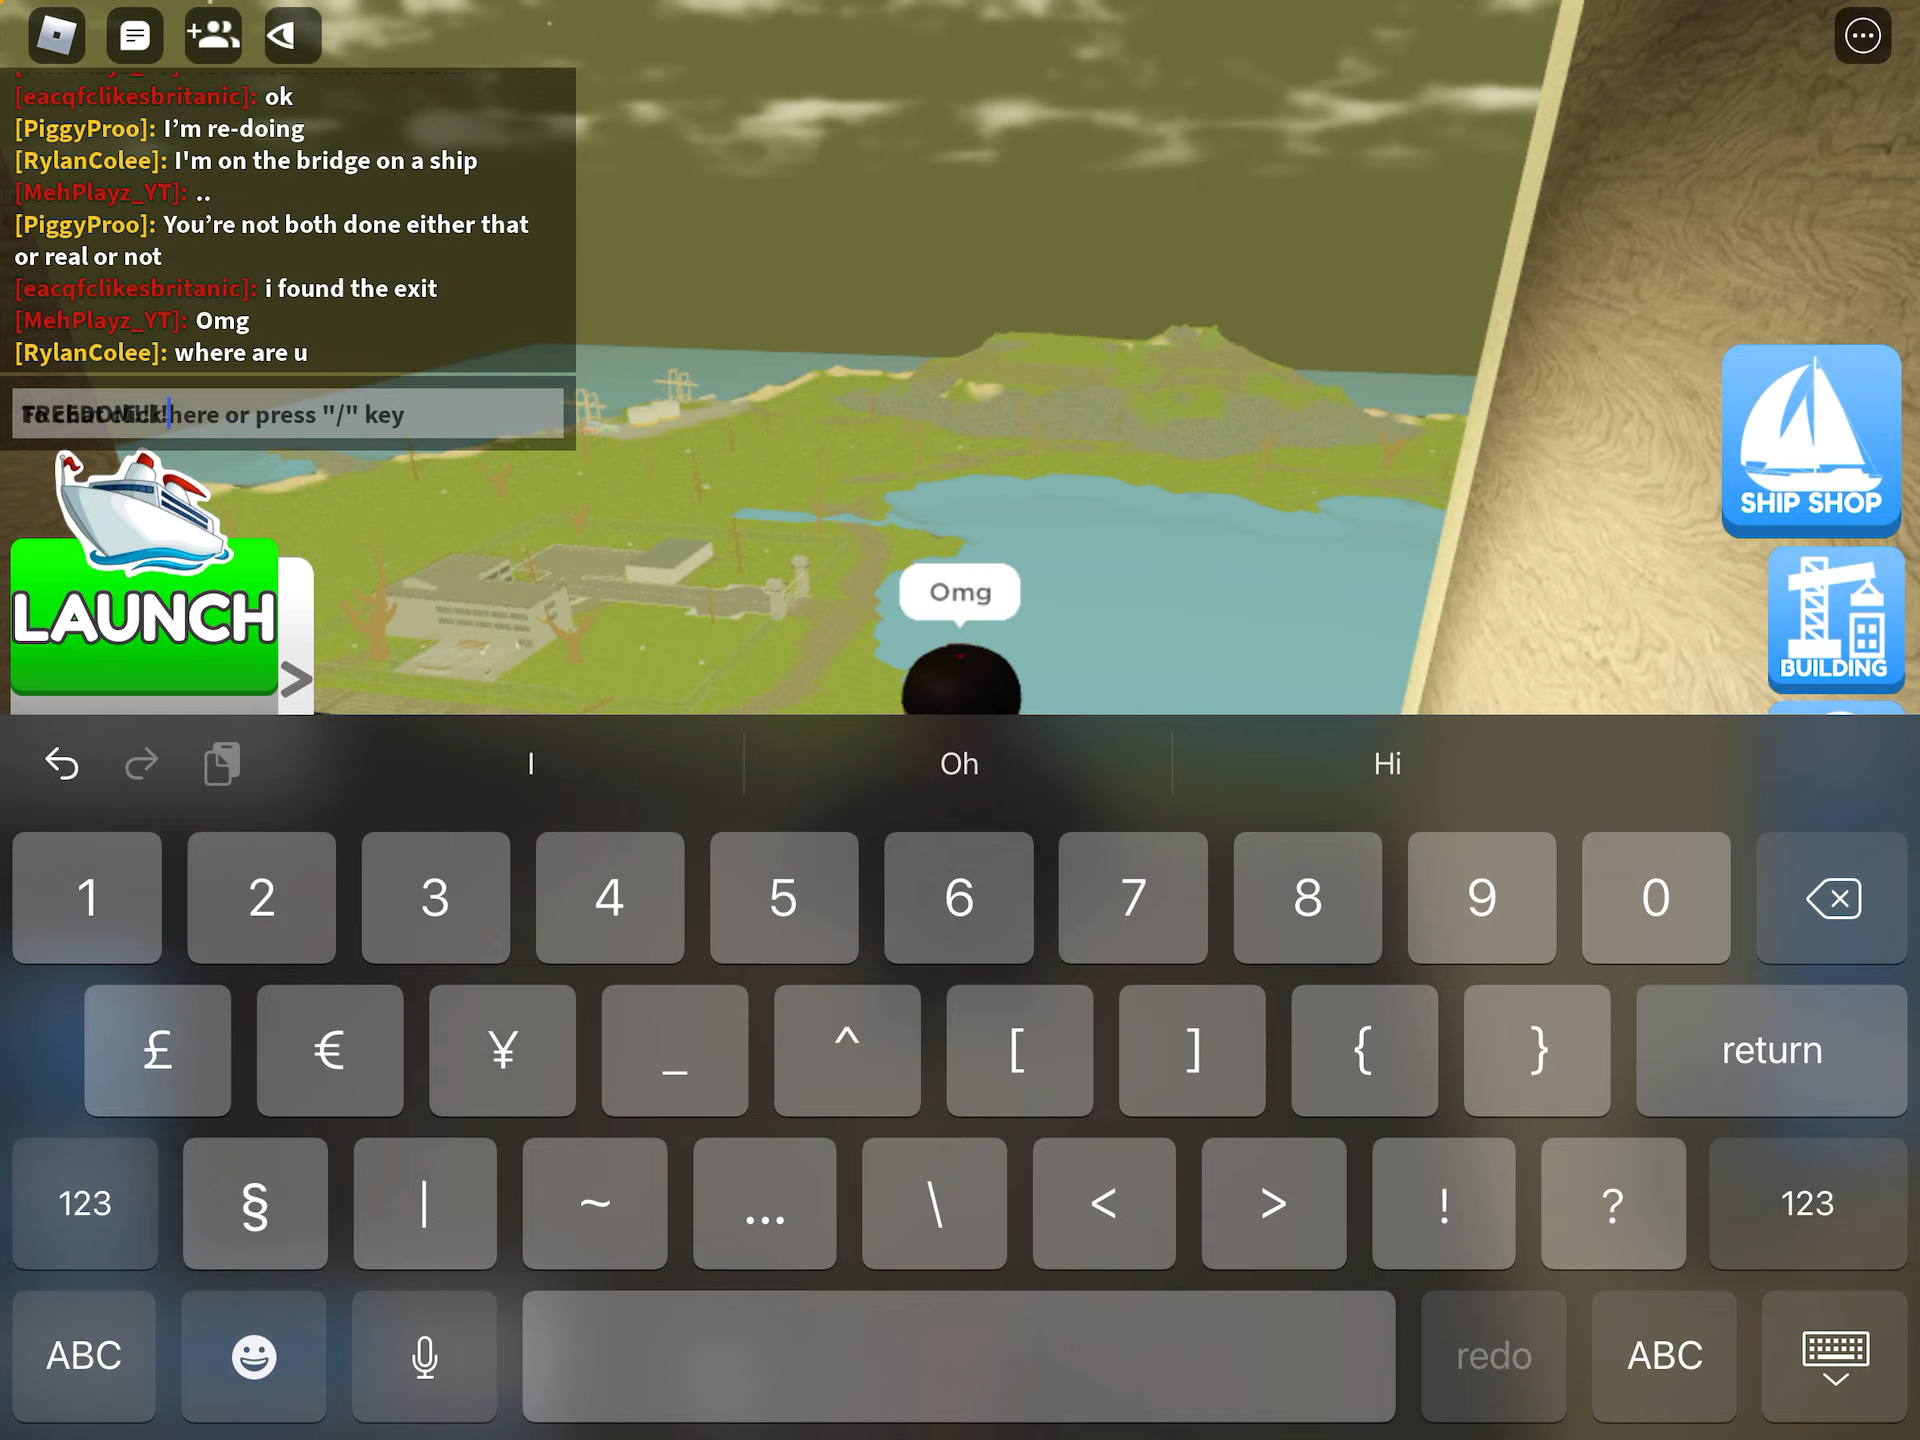 [eacqfclikesbritanic]: ok
[PiggyProo]: I’m re-doing
[RylanColee]: I'm on the bridge on a ship
[MehPlayz_YT]: ..
[PiggyProo]: You’re not both done either that
or real or not
[eacqfclikesbritanic]: i found the exit
[MehPlayz_YT]: Omg
[RylanColee]: where are u
here or press "/" key
SHIP SHOP
LAUNCH
>
Omg
BUILDING
I Oh Hi
1 2 3 4 5 6 7 8 9 0
£ € ¥ _ ^ [ ] { } return
123 § | ~ ... \ < > ! ? 123
ABC redo ABC